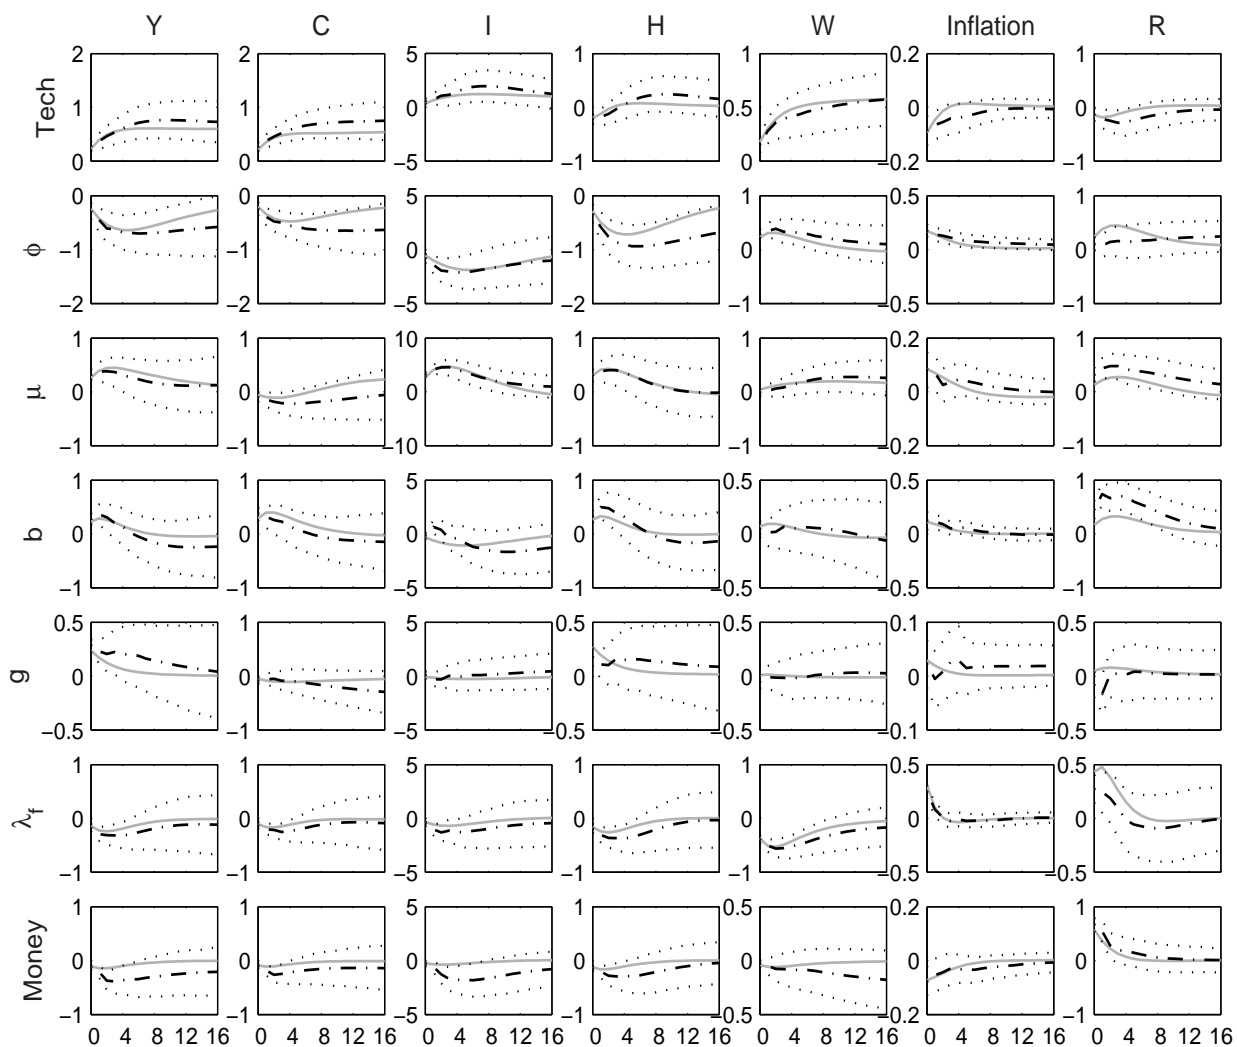 Y C I H W Inflation R
2 2 5 1 1 0.2 1
Tech 1 1 0 0 0.5 0 0
0 0 −5 −1 0 −0.2 −1
0 0 5 0 1 0.5 1
φ −1 −1 0 −1 0 0 0
−2 −2 −5 −2 −1 −0.5 −1
1 1 10 1 1 0.2 1
μ 0 0 0 0 0 0 0
−1 −1 −10 −1 −1 −0.2 −1
1 1 5 1 0.5 0.5 1
b 0 0 0 0 0 0 0
−1 −1 −5 −1 −0.5 −0.5 −1
0.5 1 5 0.5 0.5 0.1 1
g 0 0 0 0 0 0 0
−0.5 −1 −5 −0.5 −0.5 −0.1 −1
1 1 5 1 1 0.5 0.5
λf 0 0 0 0 0 0 0
−1 −1 −5 −1 −1 −0.5 −0.5
1 1 5 1 0.5 0.2 1
Money 0 0 0 0 0 0 0
−1 −1 −5 −1 −0.5 −0.2 −1
0 4 8 12 16 0 4 8 12 16 0 4 8 12 16 0 4 8 12 16 0 4 8 12 16 0 4 8 12 16 0 4 8 12 16